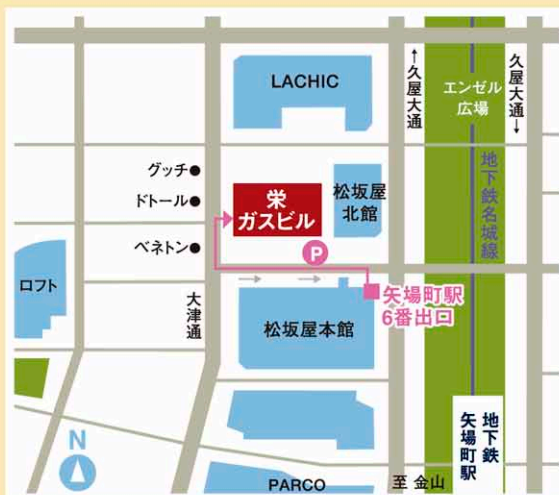 LACHIC
↑久屋大通
エンゼル
広場
久屋大通↓
グッチ●
ドトール●
ベネトン●
栄
ガスビル
松坂屋
北館
地下鉄名城線
P
ロフト
大津通
松坂屋本館
矢場町駅
6番出口
地下鉄
矢場町駅
N
PARCO
至 金山